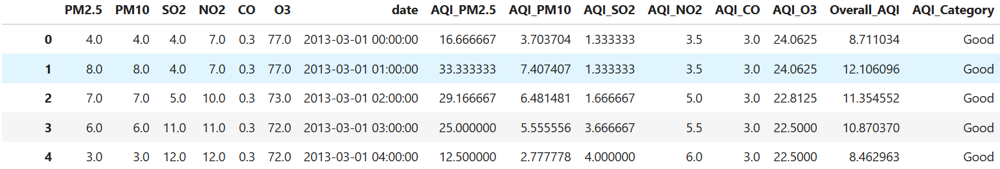 PM2.5 PM10 SO2 NO2 CO O3 date AQI_PM2.5 AQI_PM10 AQI_SO2 AQI_NO2 AQI_CO AQI_O3 Overall_AQI AQI_Category
0 4.0 4.0 4.0 7.0 0.3 77.0 2013-03-01 00:00:00 16.666667 3.703704 1.333333 3.5 3.0 24.0625 8.711034 Good
1 8.0 8.0 4.0 7.0 0.3 77.0 2013-03-01 01:00:00 33.333333 7.407407 1.333333 3.5 3.0 24.0625 12.106096 Good
2 7.0 7.0 5.0 10.0 0.3 73.0 2013-03-01 02:00:00 29.166667 6.481481 1.666667 5.0 3.0 22.8125 11.354552 Good
3 6.0 6.0 11.0 11.0 0.3 72.0 2013-03-01 03:00:00 25.000000 5.555556 3.666667 5.5 3.0 22.5000 10.870370 Good
4 3.0 3.0 12.0 12.0 0.3 72.0 2013-03-01 04:00:00 12.500000 2.777778 4.000000 6.0 3.0 22.5000 8.462963 Good